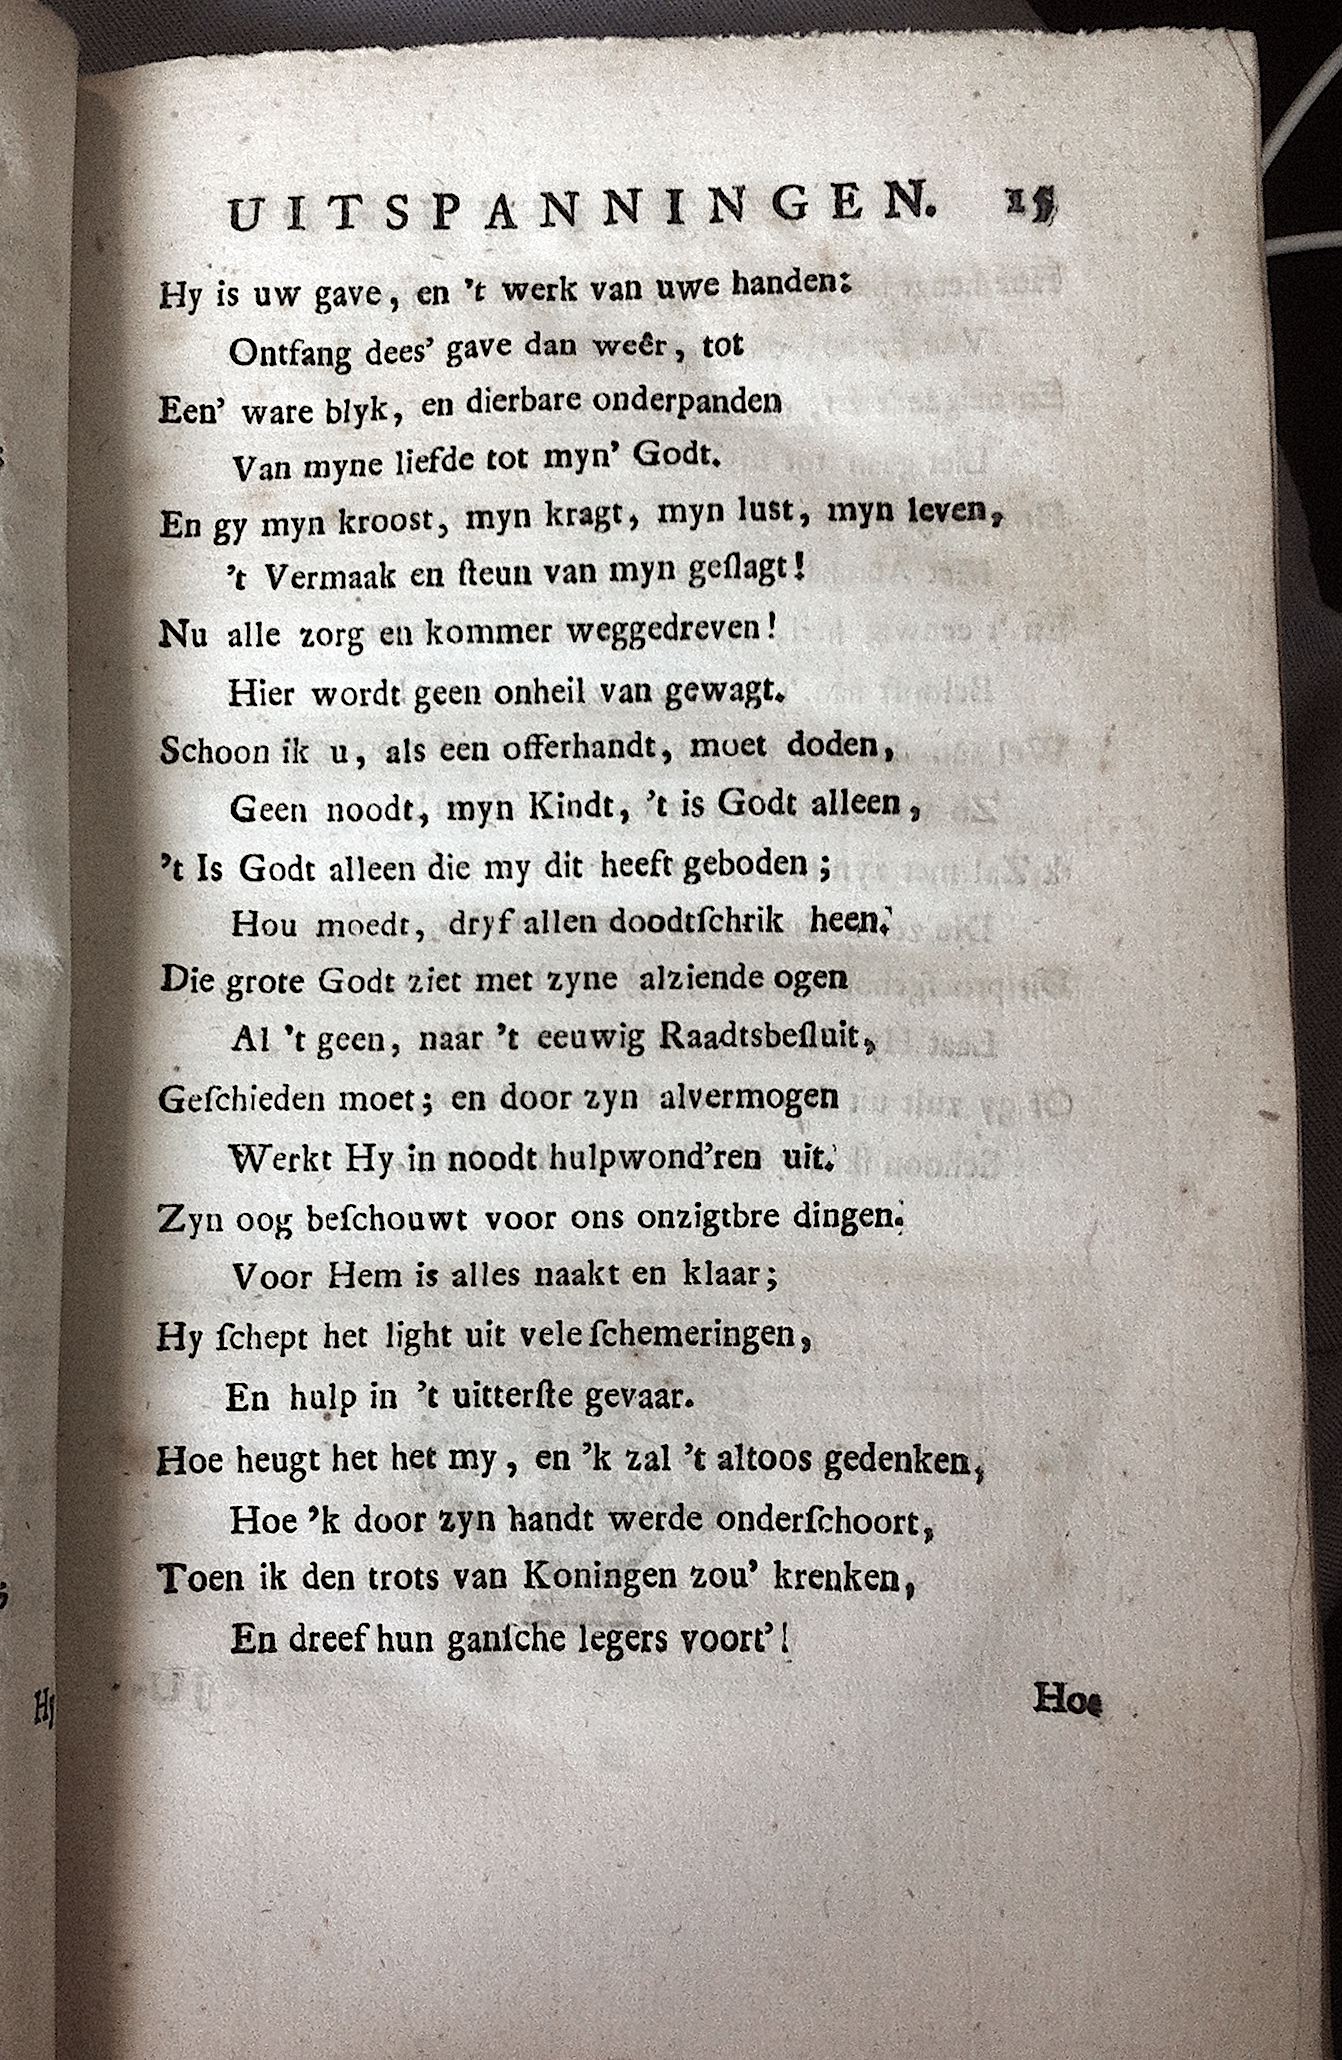 UITSPANNINGEN. 15
Hy is uw gave, en 't werk van uwe handen:
Ontfang dees' gave dan weêr, tot
Een' ware blyk, en dierbare onderpanden
Van myne liefde tot myn' Godt.
En gy myn kroost, myn kragt, myn lust, myn leven,
't Vermaak en ſteun van myn geſlagt!
Nu alle zorg en kommer weggedreven!
Hier wordt geen onheil van gewagt.
Schoon ik u, als een offerhandt, moet doden,
Geen noodt, myn Kindt, 't is Godt alleen,
't Is Godt alleen die my dit heeft geboden;
Hou moedt, dryf allen doodtſchrik heen.
Die grote Godt ziet met zyne alziende ogen
Al 't geen, naar 't eeuwig Raadtsbeſluit,
Geſchieden moet; en door zyn alvermogen
Werkt Hy in noodt hulpwond'ren uit.
Zyn oog beſchouwt voor ons onzigtbre dingen.
Voor Hem is alles naakt en klaar;
Hy ſchept het light uit vele ſchemeringen,
En hulp in 't uitterſte gevaar.
Hoe heugt het het my, en 'k zal 't altoos gedenken,
Hoe 'k door zyn handt werde onderſchoort,
Toen ik den trots van Koningen zou' krenken,
En dreef hun ganſche legers voort'!
Hoe